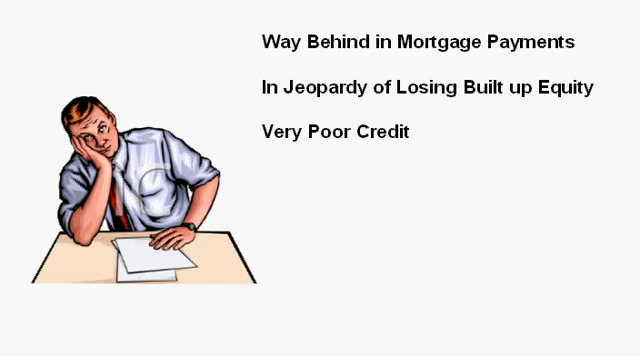 Way Behind in Mortgage Payments
In Jeopardy of Losing Built up Equity
Very Poor Credit